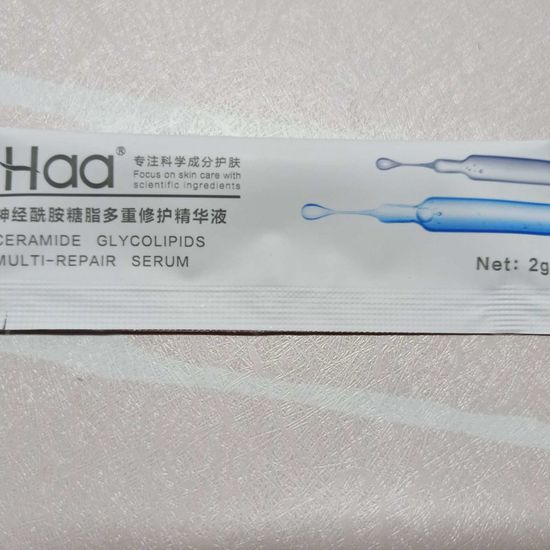 Haa®
专注科学成分护肤
Focus on skin care with
scientific ingredients
神经酰胺糖脂多重修护精华液
CERAMIDE GLYCOLIPIDS
MULTI-REPAIR SERUM
Net: 2g